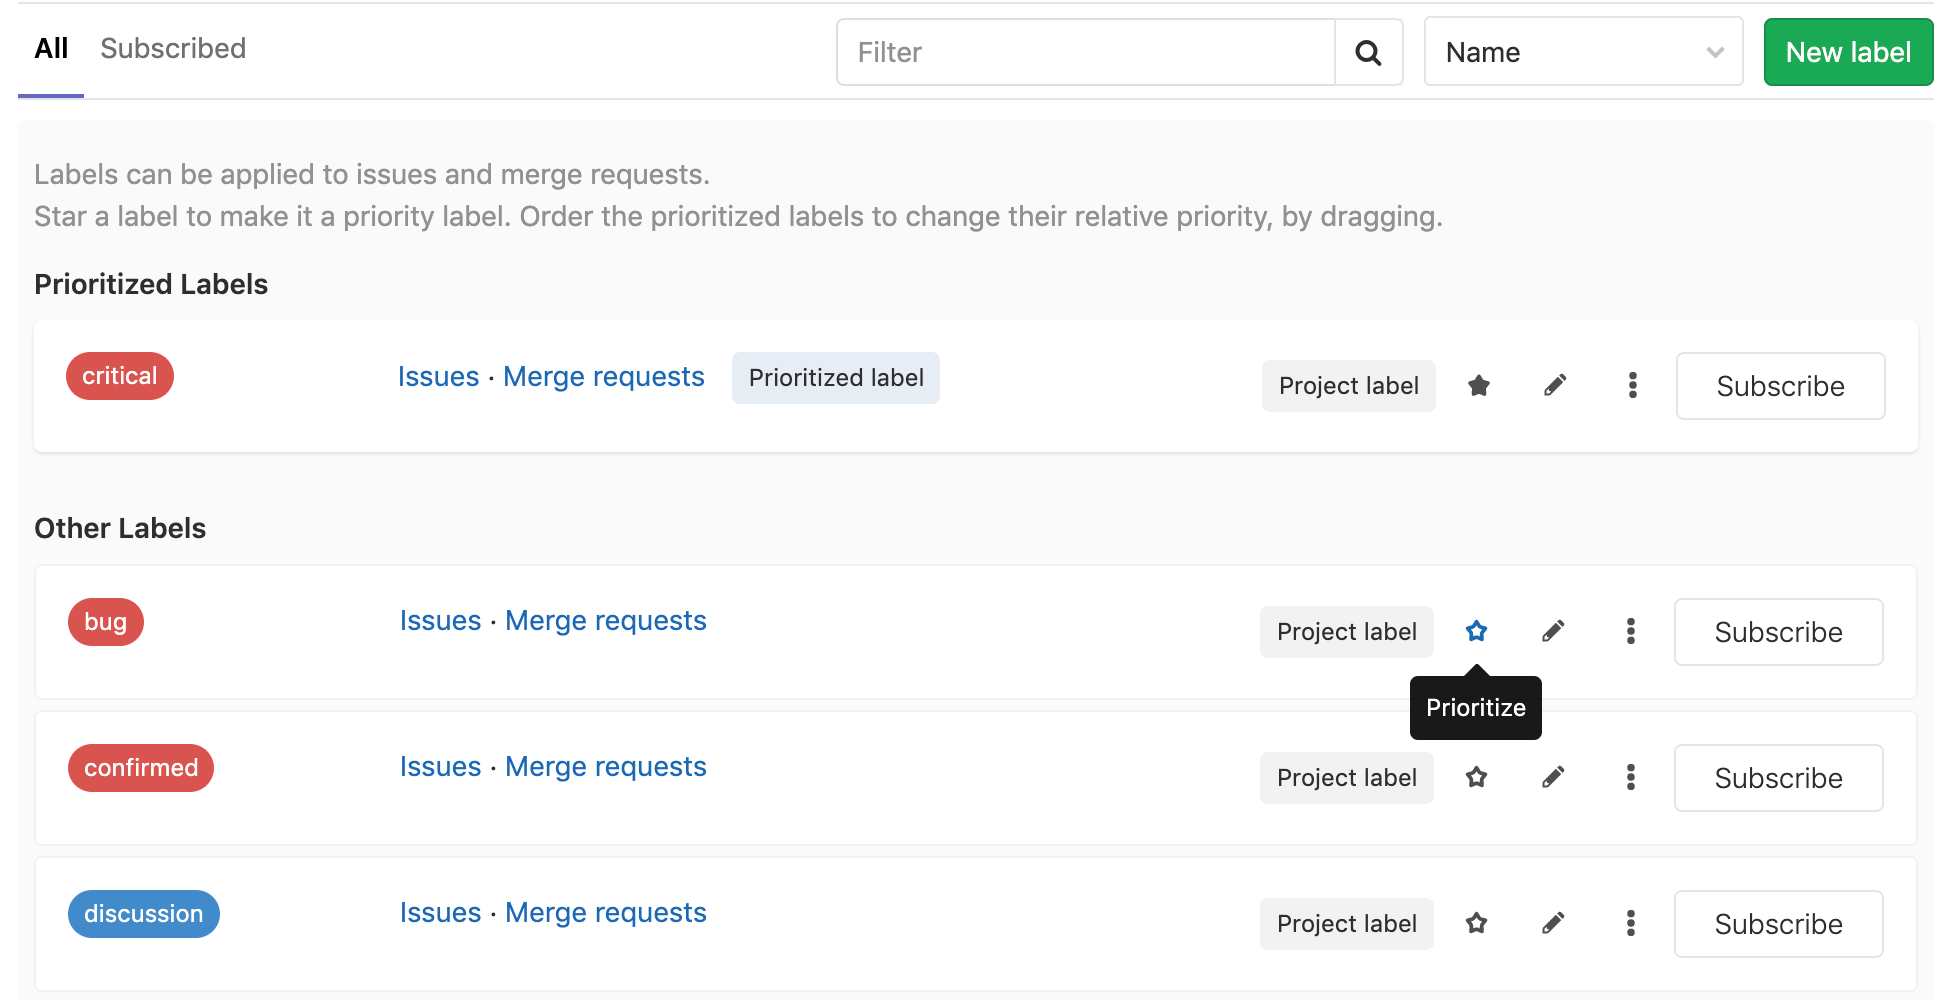 All Subscribed Filter Name New label
Labels can be applied to issues and merge requests.
Star a label to make it a priority label. Order the prioritized labels to change their relative priority, by dragging.
Prioritized Labels
critical Issues · Merge requests Prioritized label Project label Subscribe
Other Labels
bug Issues · Merge requests Project label Subscribe
Prioritize
confirmed Issues · Merge requests Project label Subscribe
discussion Issues · Merge requests Project label Subscribe